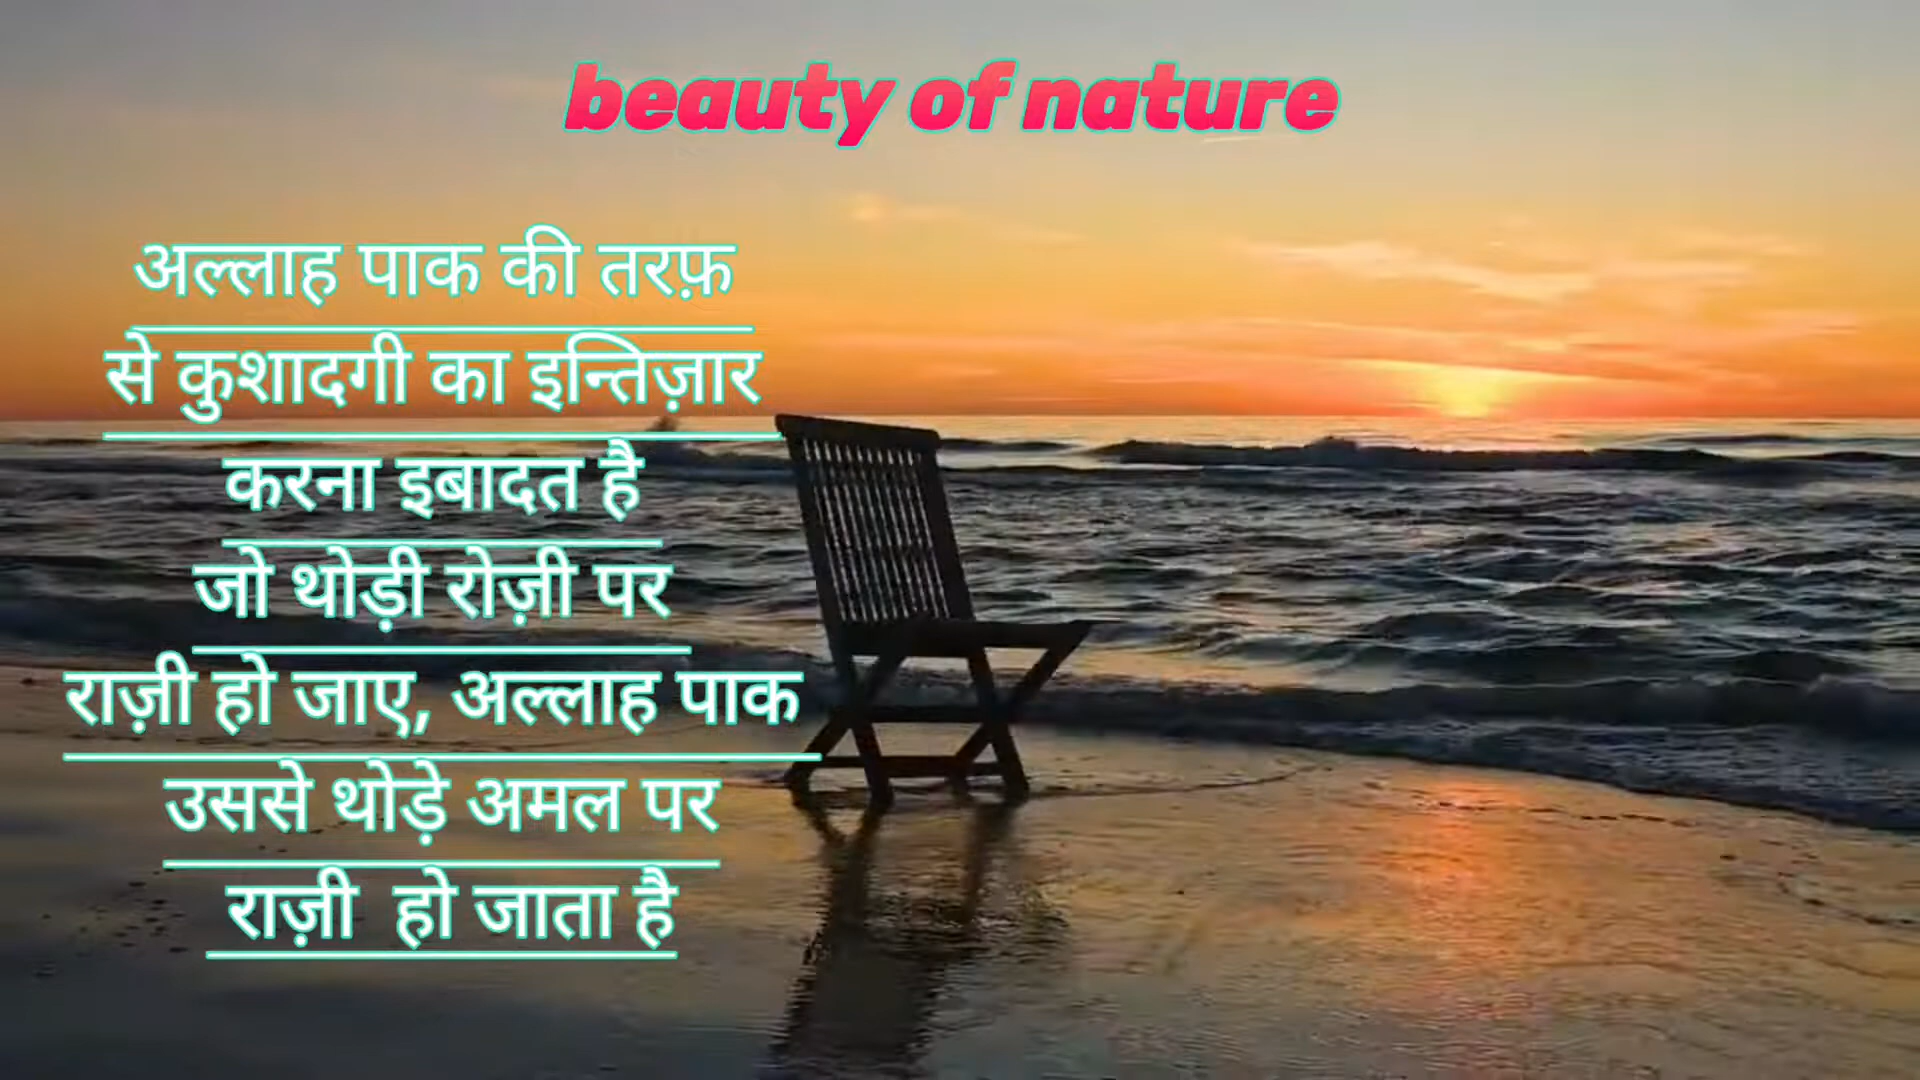 beauty of nature
अल्लाह पाक की तरफ़
से कुशादगी का इन्तिज़ार
करना इबादत है
जो थोड़ी रोज़ी पर
राज़ी हो जाए, अल्लाह पाक
उससे थोड़े अमल पर
राज़ी हो जाता है